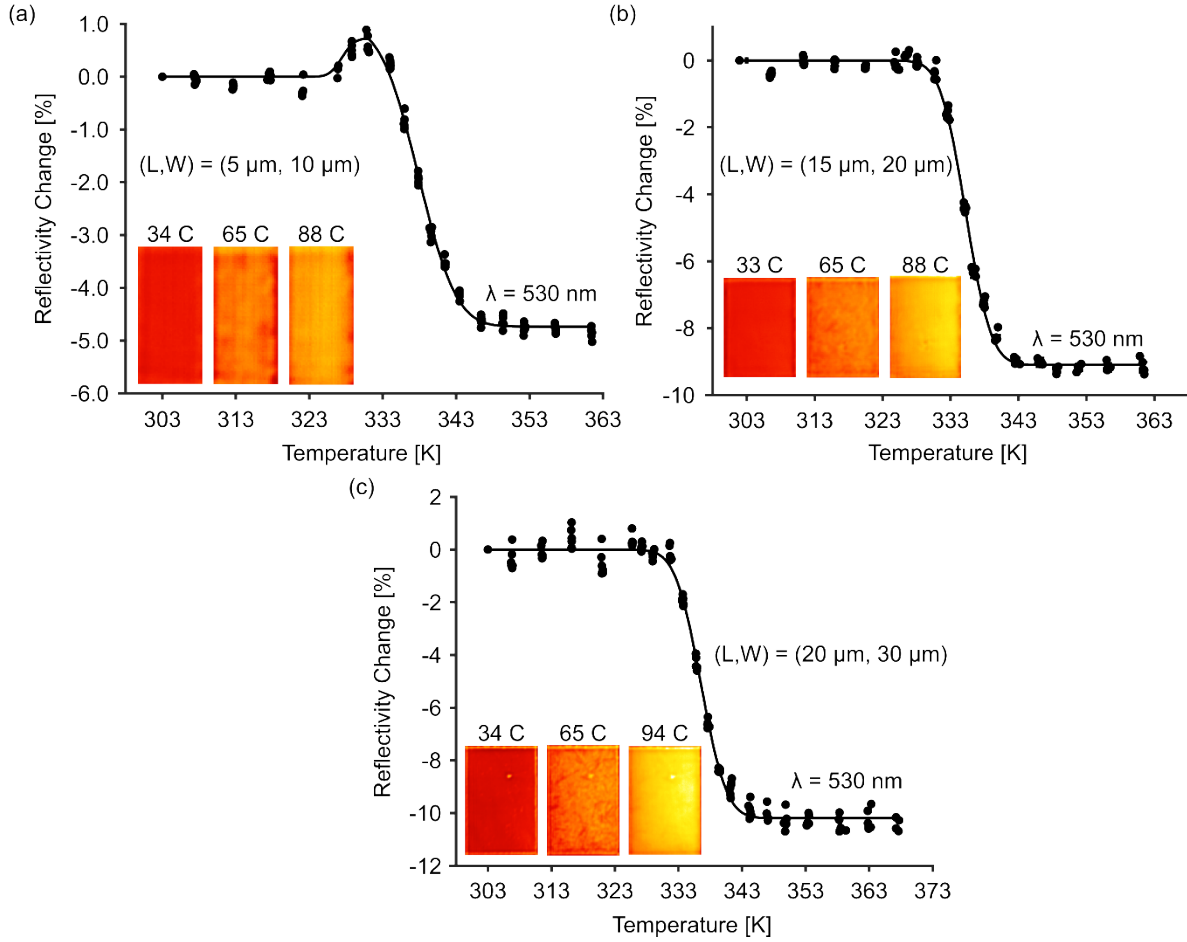 (a)
1.0
0.0
-1.0
-2.0
-3.0
-4.0
-5.0
-6.0
Reflectivity Change [%]
(L,W) = (5 µm, 10 µm)
34 C 65 C 88 C
λ = 530 nm
303 313 323 333 343 353 363
Temperature [K]
(b)
0
-2
-4
-6
-8
-10
Reflectivity Change [%]
(L,W) = (15 µm, 20 µm)
33 C 65 C 88 C
λ = 530 nm
303 313 323 333 343 353 363
Temperature [K]
(c)
2
0
-2
-4
-6
-8
-10
-12
Reflectivity Change [%]
(L,W) = (20 µm, 30 µm)
34 C 65 C 94 C
λ = 530 nm
303 313 323 333 343 353 363 373
Temperature [K]